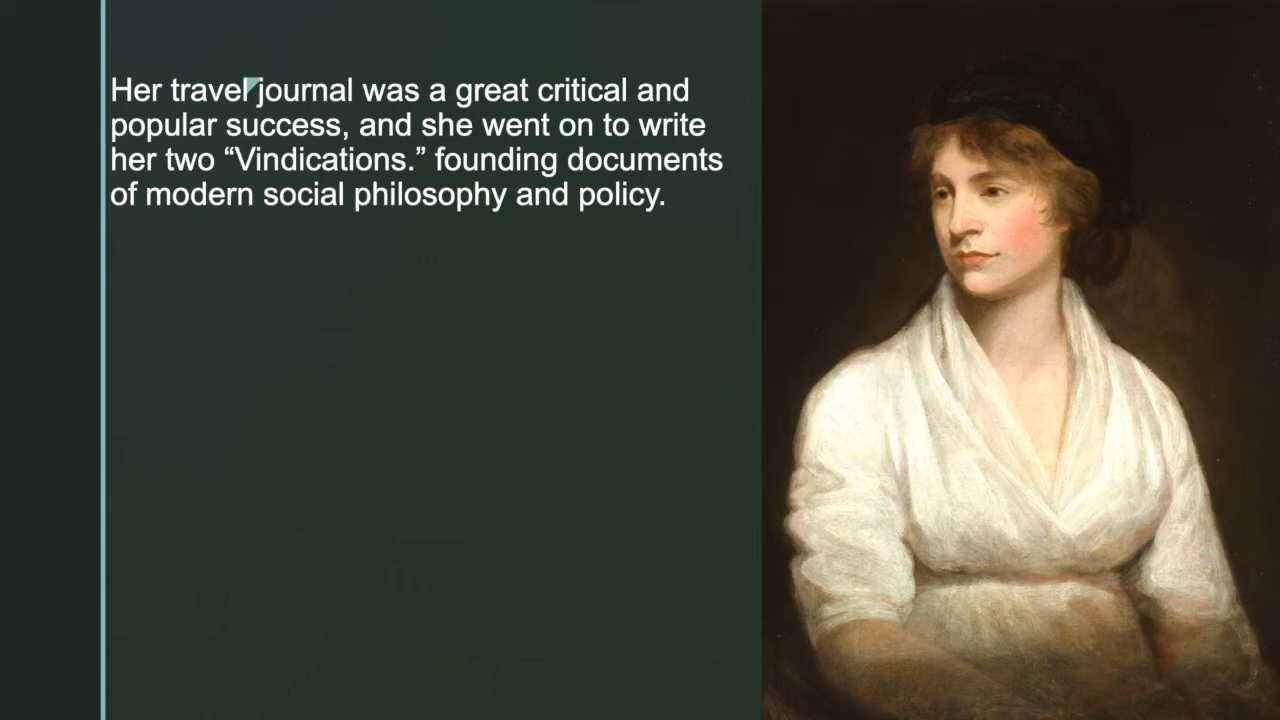 Her travel journal was a great critical and
popular success, and she went on to write
her two “Vindications.” founding documents
of modern social philosophy and policy.